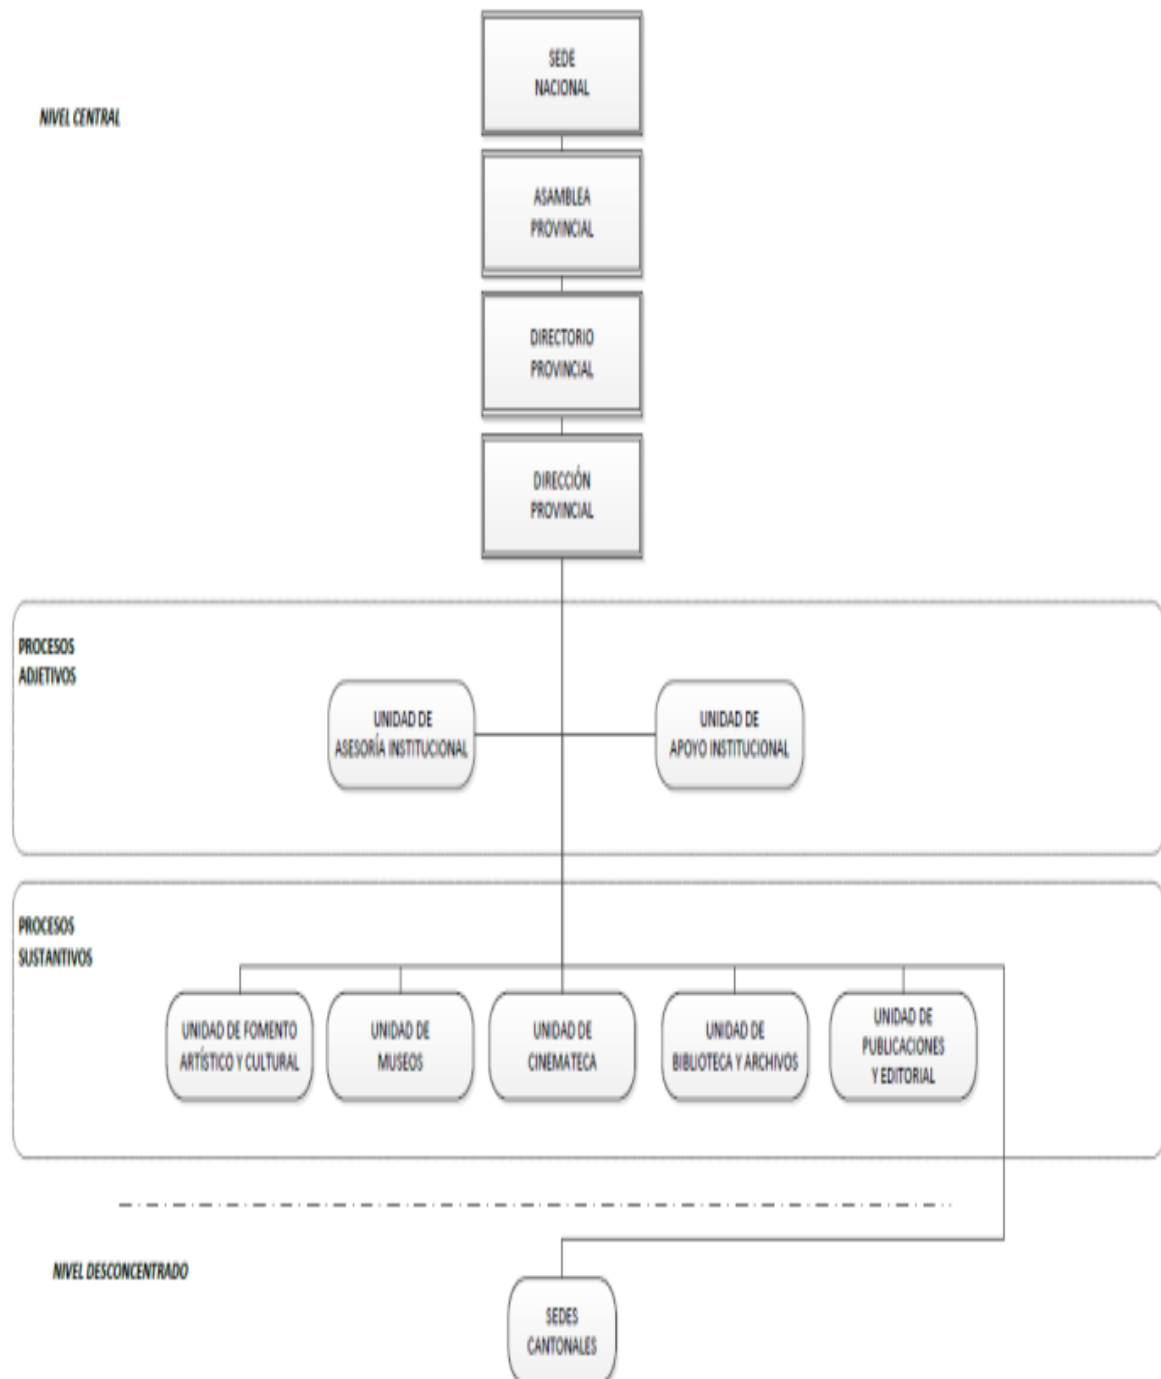 SEDE
NACIONAL
NIVEL CENTRAL
ASAMBLEA
PROVINCIAL
DIRECTORIO
PROVINCIAL
DIRECCIÓN
PROVINCIAL
PROCESOS
ADJETIVOS
UNIDAD DE
ASESORÍA INSTITUCIONAL
UNIDAD DE
APOYO INSTITUCIONAL
PROCESOS
SUSTANTIVOS
UNIDAD DE FOMENTO
ARTÍSTICO Y CULTURAL
UNIDAD DE
MUSEOS
UNIDAD DE
CINEMATECA
UNIDAD DE
BIBLIOTECA Y ARCHIVOS
UNIDAD DE
PUBLICACIONES
Y EDITORIAL
NIVEL DESCONCENTRADO
SEDES
CANTONALES